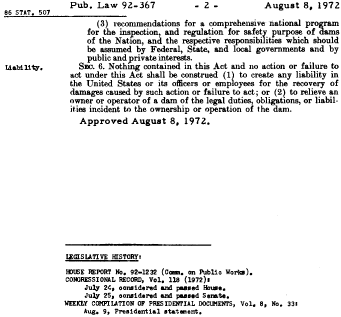 Pub. Law 92-367 - 2 - August 8, 1972
86 STAT. 507
(3) recommendations for a comprehensive national program
for the inspection, and regulation for safety purpose of dams
of the Nation, and the respective responsibilities which should
be assumed by Federal, State, and local governments and by
public and private interests.
Liability. SEC. 6. Nothing contained in this Act and no action or failure to
act under this Act shall be construed (1) to create any liability in
the United States or its officers or employees for the recovery of
damages caused by such action or failure to act; or (2) to relieve an
owner or operator of a dam of the legal duties, obligations, or liabil-
ities incident to the ownership or operation of the dam.
Approved August 8, 1972.
LEGISLATIVE HISTORY:
HOUSE REPORT No. 92-1232 (Comm. on Public Works).
CONGRESSIONAL RECORD, Vol. 118 (1972):
July 24, considered and passed House.
July 25, considered and passed Senate.
WEEKLY COMPILATION OF PRESIDENTIAL DOCUMENTS, Vol. 8, No. 33:
Aug. 9, Presidential statement.